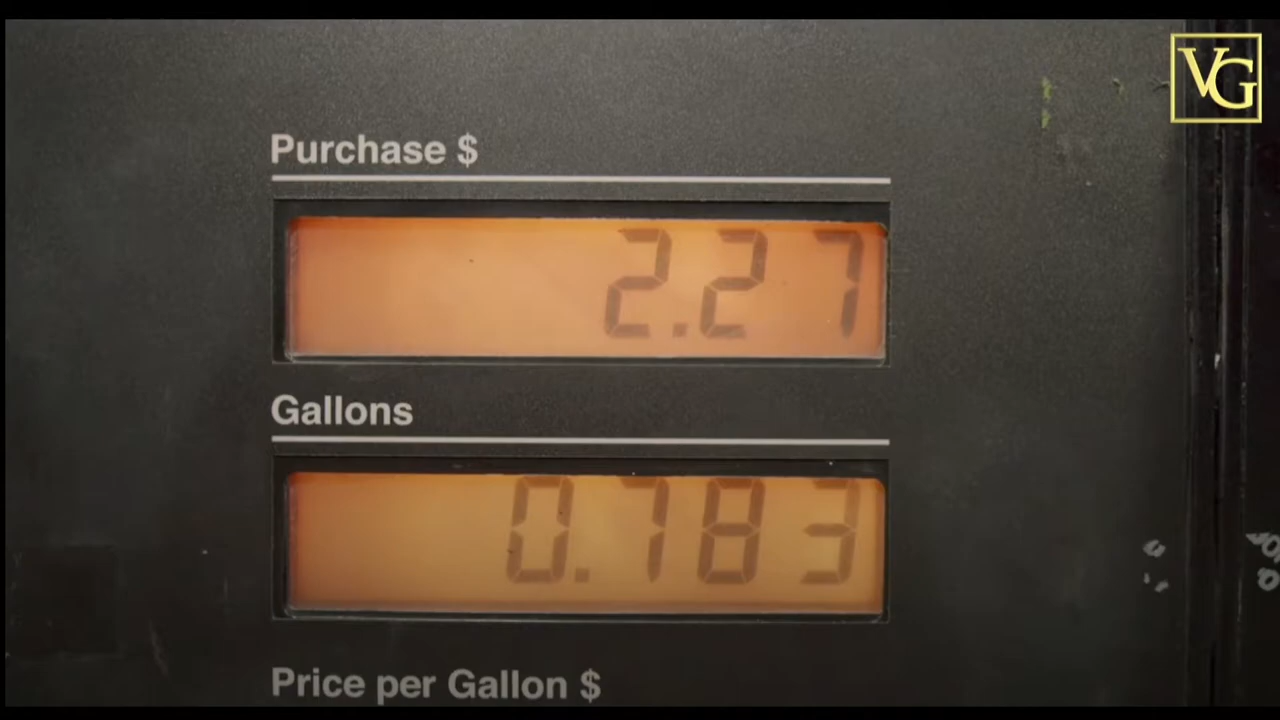 VG
Purchase $
2.27
Gallons
0.783
Price per Gallon $